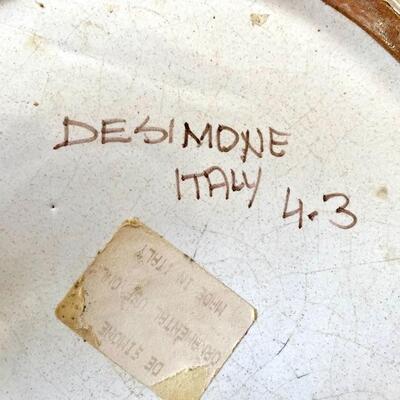 DESIMONE
ITALY
4.3
DE SIMONE
ORNAMENTAL USE ONLY
MADE IN ITALY